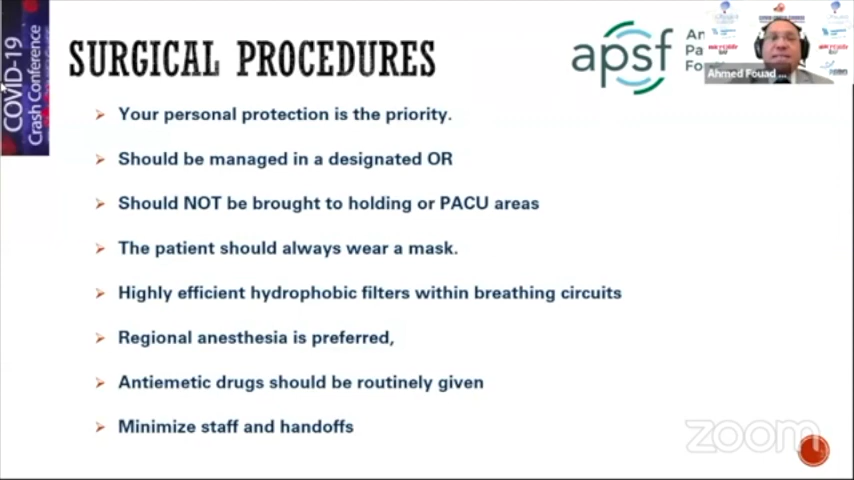 COVID-19
Crash Conference
SURGICAL PROCEDURES
apsf
An
Pa
Fo
Ahmed Fouad ...
➢ Your personal protection is the priority.
➢ Should be managed in a designated OR
➢ Should NOT be brought to holding or PACU areas
➢ The patient should always wear a mask.
➢ Highly efficient hydrophobic filters within breathing circuits
➢ Regional anesthesia is preferred,
➢ Antiemetic drugs should be routinely given
➢ Minimize staff and handoffs
zoom